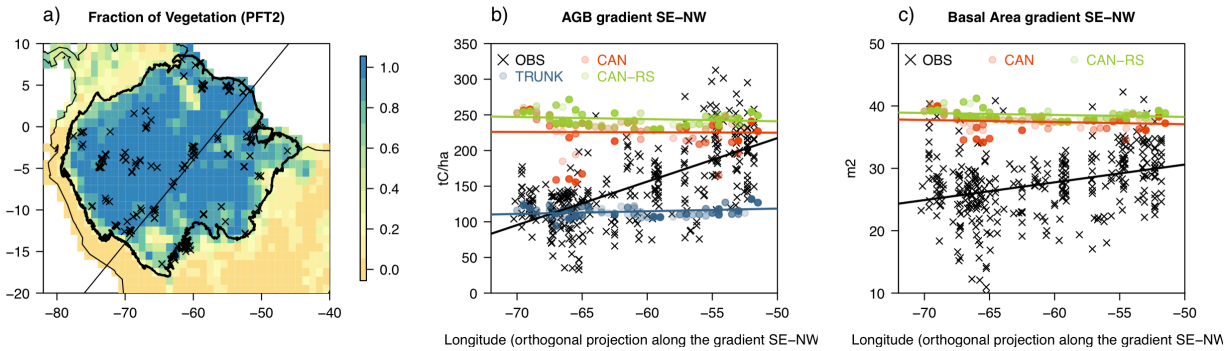 a)
Fraction of Vegetation (PFT2)
10
5
0
−5
−10
−15
−20
−80
−70
−60
−50
−40
1.0
0.8
0.6
0.4
0.2
0.0
b)
AGB gradient SE−NW
OBS
CAN
TRUNK
CAN−RS
tC/ha
350
300
250
200
150
100
50
0
−70
−65
−60
−55
−50
Longitude (orthogonal projection along the gradient SE−NW
c)
Basal Area gradient SE−NW
OBS
CAN
CAN−RS
m2
50
40
30
20
10
−70
−65
−60
−55
−50
Longitude (orthogonal projection along the gradient SE−NW